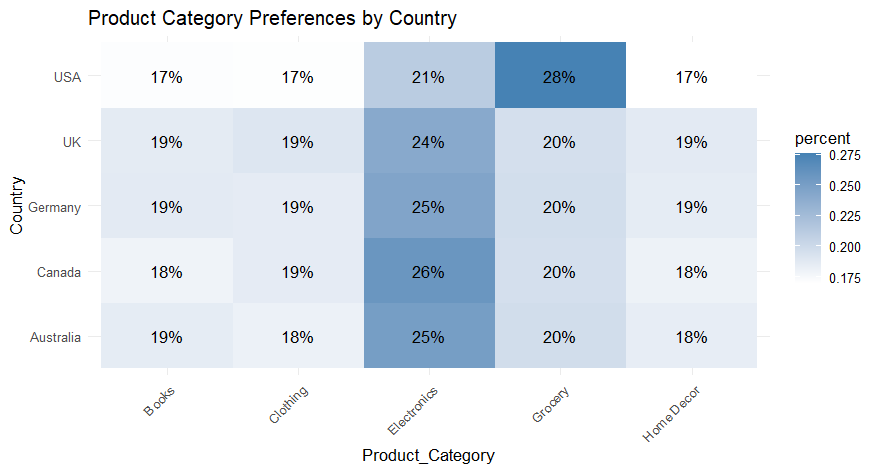 Product Category Preferences by Country
USA 17% 17% 21% 28% 17%
UK 19% 19% 24% 20% 19%
Germany 19% 19% 25% 20% 19%
Canada 18% 19% 26% 20% 18%
Australia 19% 18% 25% 20% 18%
Country
Books Clothing Electronics Grocery Home Decor
Product_Category
percent
0.275
0.250
0.225
0.200
0.175